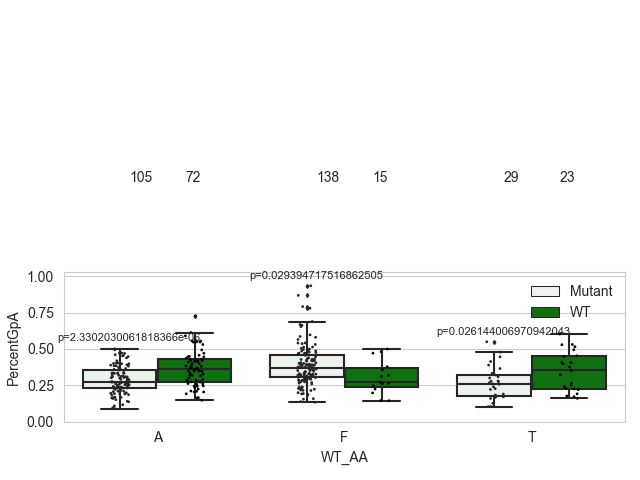 105 72 138 15 29 23
p=0.029394717516862505
1.00
Mutant
0.75
WT
p=0.026144006970942043
0.50
0.25
0.00
PercentGpA
A F T
WT_AA